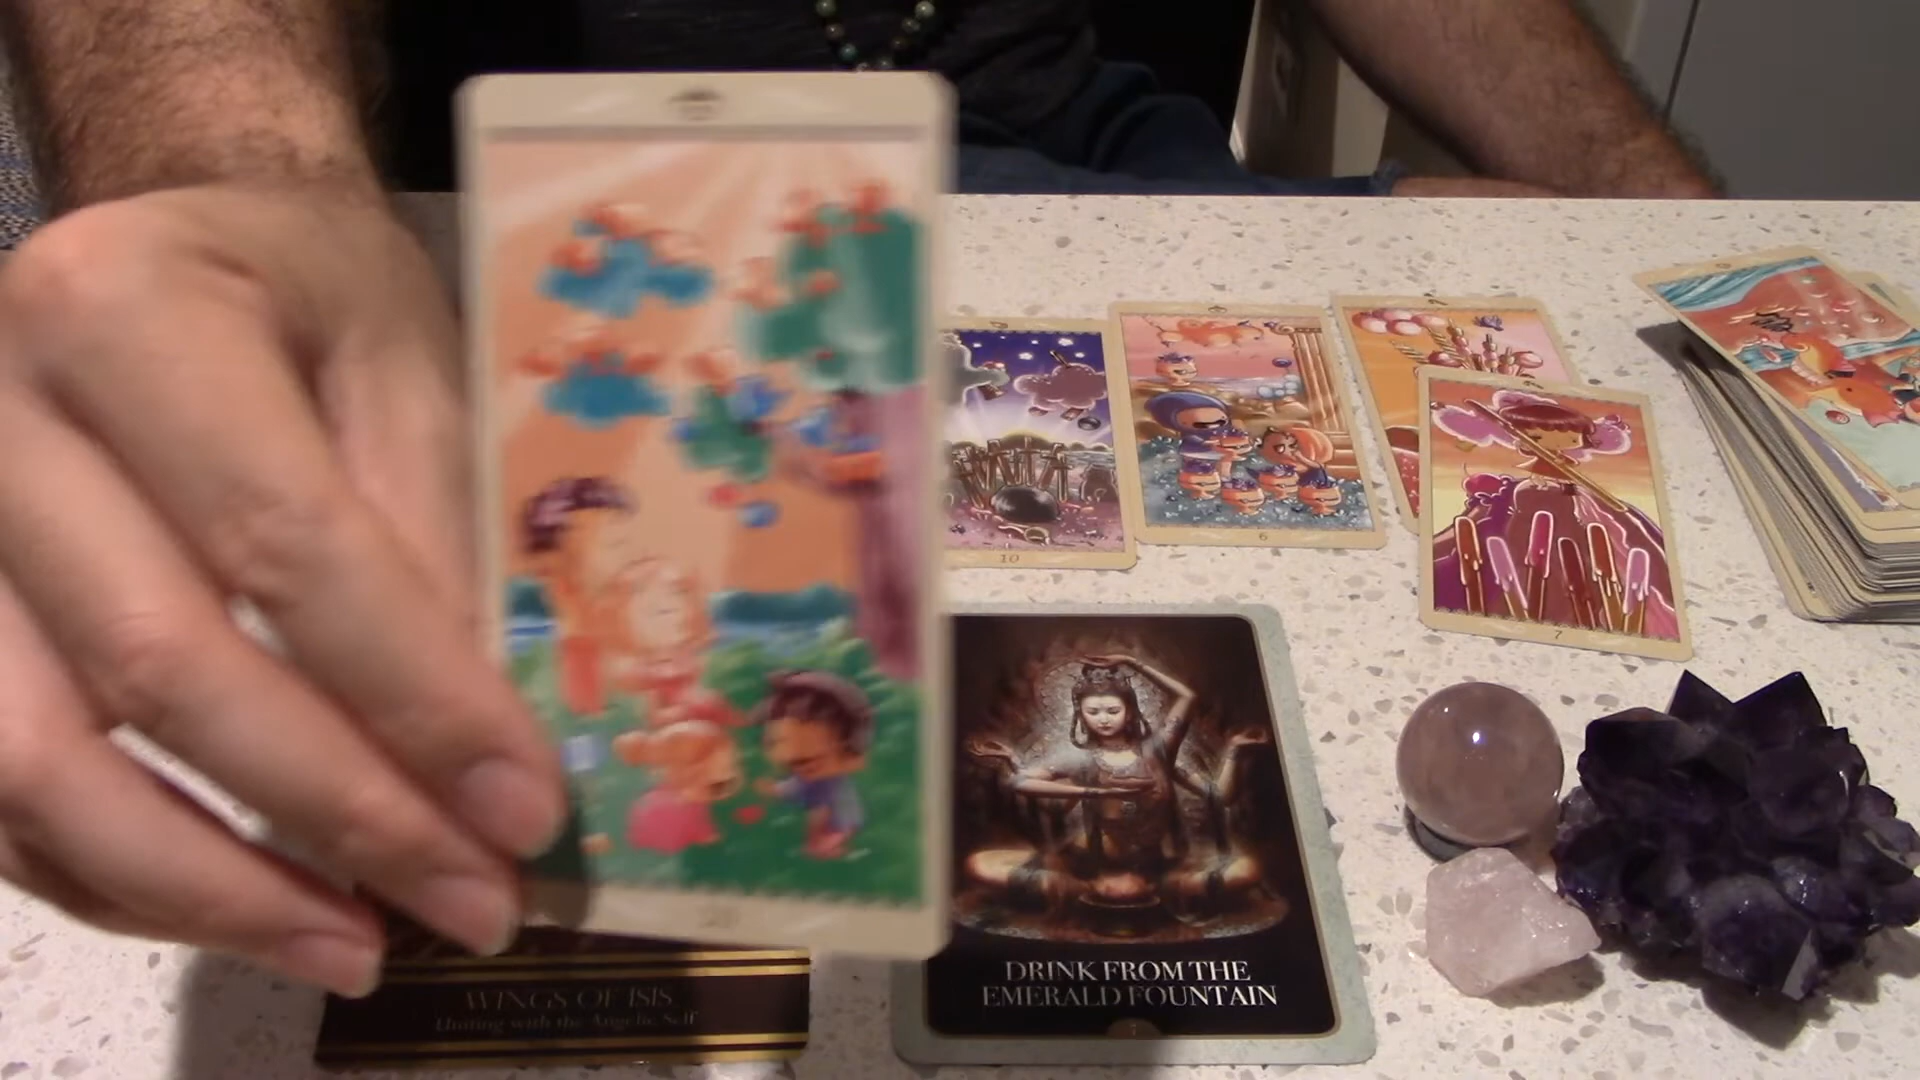 10
6
7
WINGS OF ISIS
Uniting with the Angelic Self
DRINK FROM THE
EMERALD FOUNTAIN